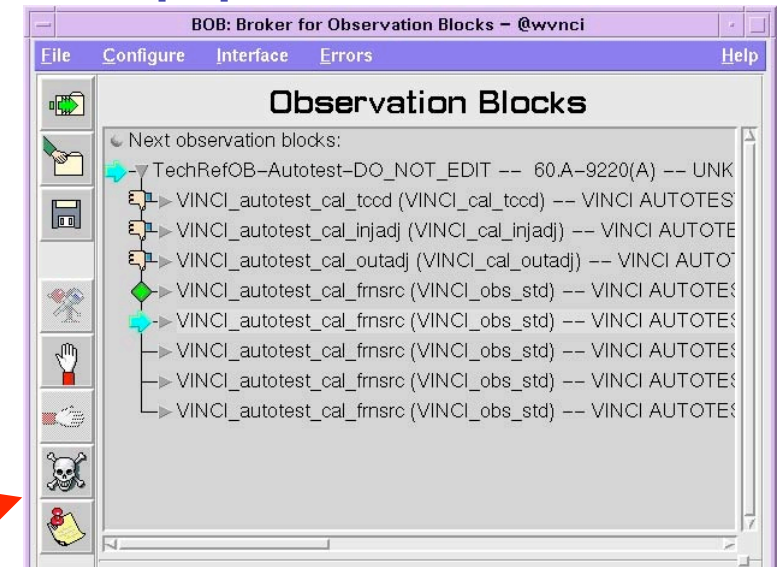 BOB: Broker for Observation Blocks – @wvnci
File Configure Interface Errors Help
Observation Blocks
Next observation blocks:
TechRefOB–Autotest–DO_NOT_EDIT –– 60.A–9220(A) –– UNK
VINCI_autotest_cal_tccd (VINCI_cal_tccd) –– VINCI AUTOTES
VINCI_autotest_cal_injadj (VINCI_cal_injadj) –– VINCI AUTOTE
VINCI_autotest_cal_outadj (VINCI_cal_outadj) –– VINCI AUTO
VINCI_autotest_cal_frnsrc (VINCI_obs_std) –– VINCI AUTOTES
VINCI_autotest_cal_frnsrc (VINCI_obs_std) –– VINCI AUTOTES
VINCI_autotest_cal_frnsrc (VINCI_obs_std) –– VINCI AUTOTES
VINCI_autotest_cal_frnsrc (VINCI_obs_std) –– VINCI AUTOTES
VINCI_autotest_cal_frnsrc (VINCI_obs_std) –– VINCI AUTOTES